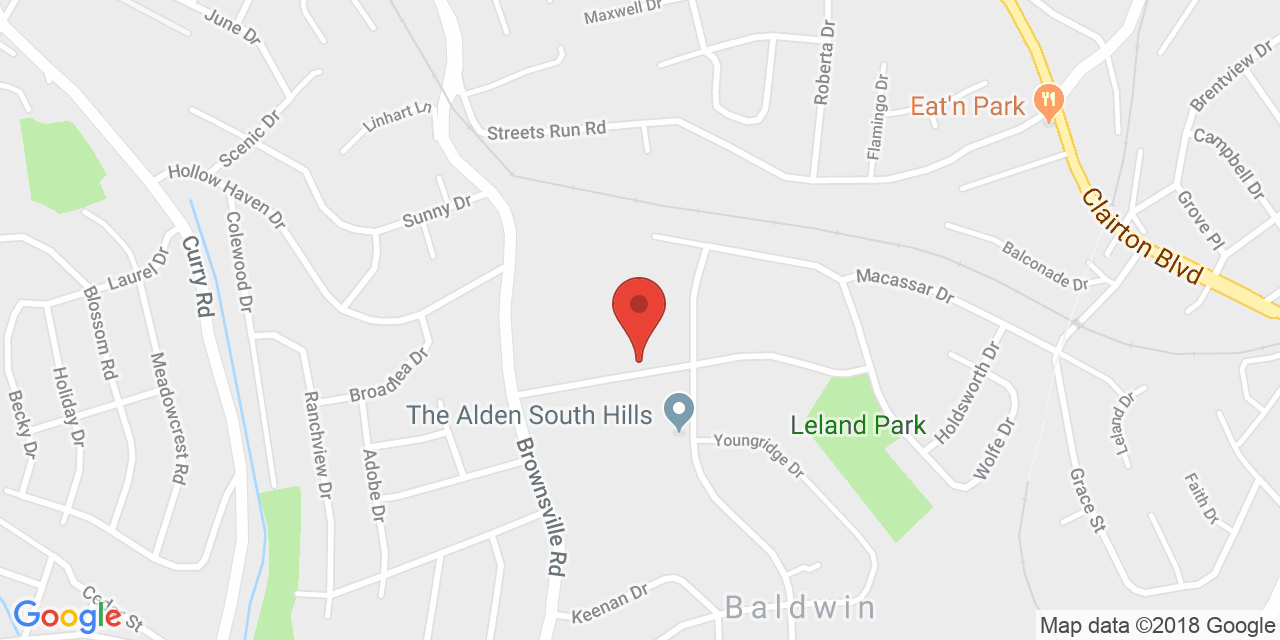 Maxwell Dr
June Dr
Roberta Dr
Brentview Dr
Flamingo Dr
Eat'n Park
Linhart Ln
Streets Run Rd
Scenic Dr
Campbell Dr
Hollow Haven Dr
Sunny Dr
Grove Pl
Clairton Blvd
Colewood Dr
Curry Rd
Laurel Dr
Balconade Dr
Macassar Dr
Blossom Rd
Meadowcrest Rd
Holiday Dr
Becky Dr
Broadlea Dr
Ranchview Dr
Adobe Dr
The Alden South Hills
Leland Park
Holdsworth Dr
Wolfe Dr
Leland Dr
Youngridge Dr
Brownsville Rd
Grace St
Faith Dr
Keenan Dr
Baldwin
Google
Map data ©2018 Google